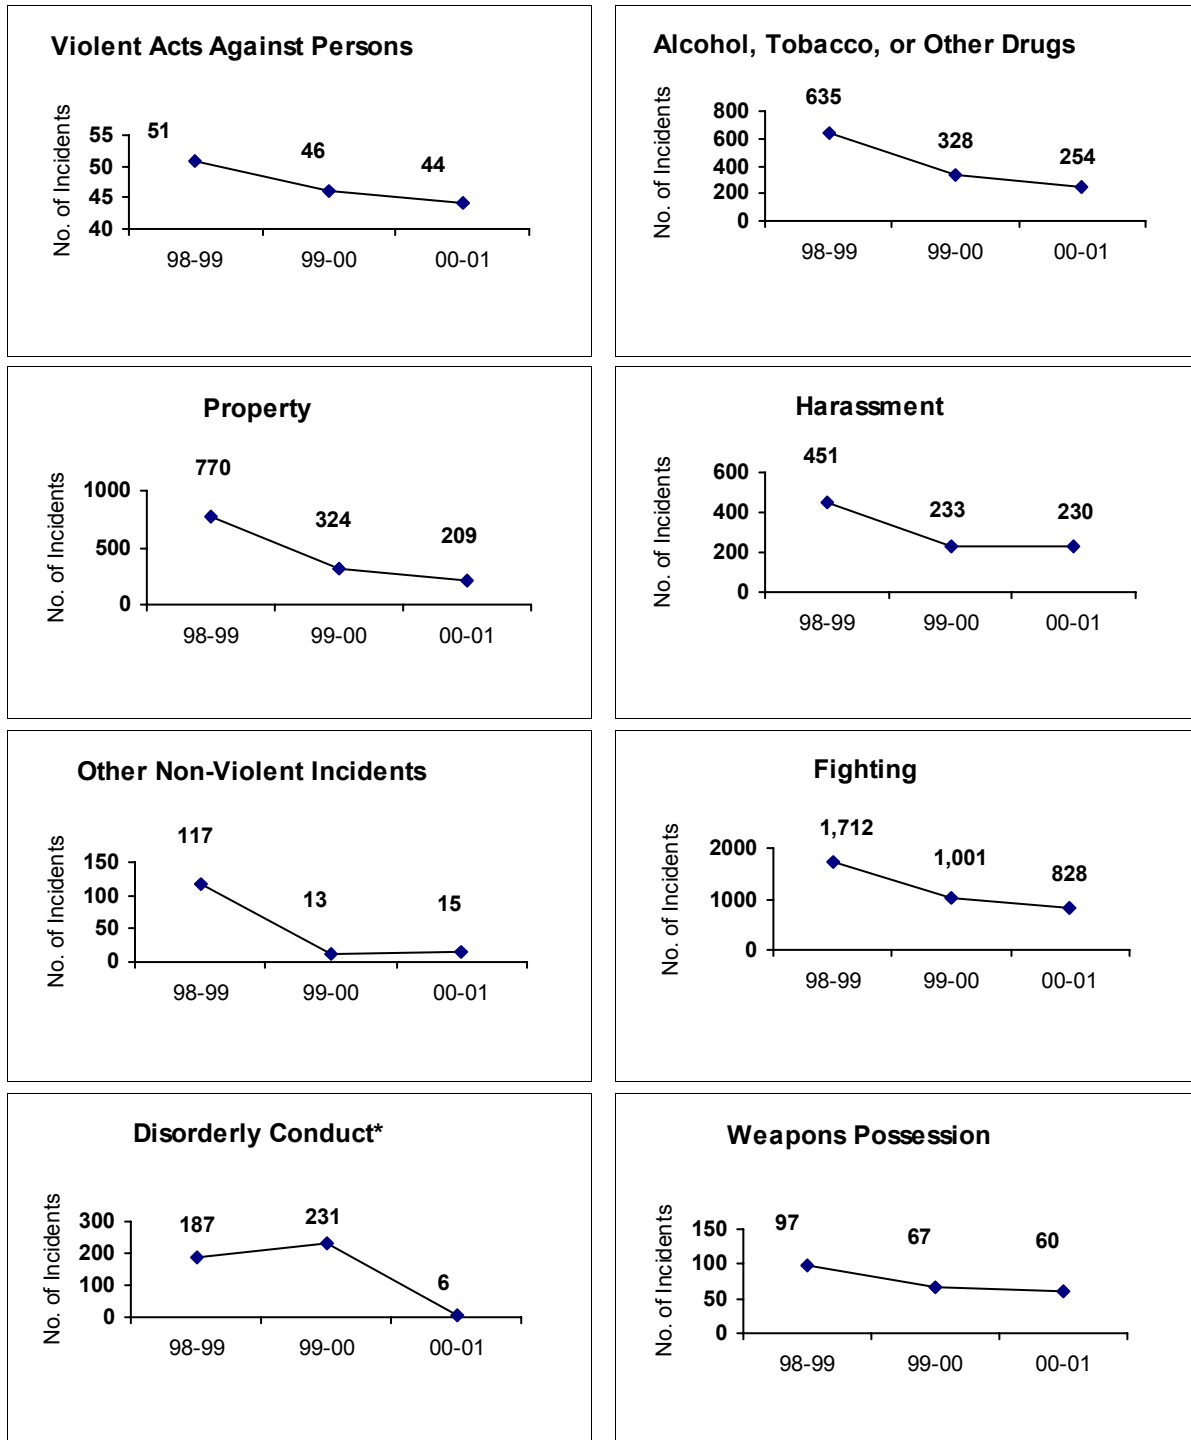 Violent Acts Against Persons
No. of Incidents
55
50
45
40
51
46
44
98-99 99-00 00-01
Alcohol, Tobacco, or Other Drugs
No. of Incidents
800
600
400
200
0
635
328
254
98-99 99-00 00-01
Property
No. of Incidents
1000
500
0
770
324
209
98-99 99-00 00-01
Harassment
No. of Incidents
600
400
200
0
451
233
230
98-99 99-00 00-01
Other Non-Violent Incidents
No. of Incidents
150
100
50
0
117
13
15
98-99 99-00 00-01
Fighting
No. of Incidents
2000
1000
0
1,712
1,001
828
98-99 99-00 00-01
Disorderly Conduct*
No. of Incidents
300
200
100
0
187
231
6
98-99 99-00 00-01
Weapons Possession
No. of Incidents
150
100
50
0
97
67
60
98-99 99-00 00-01